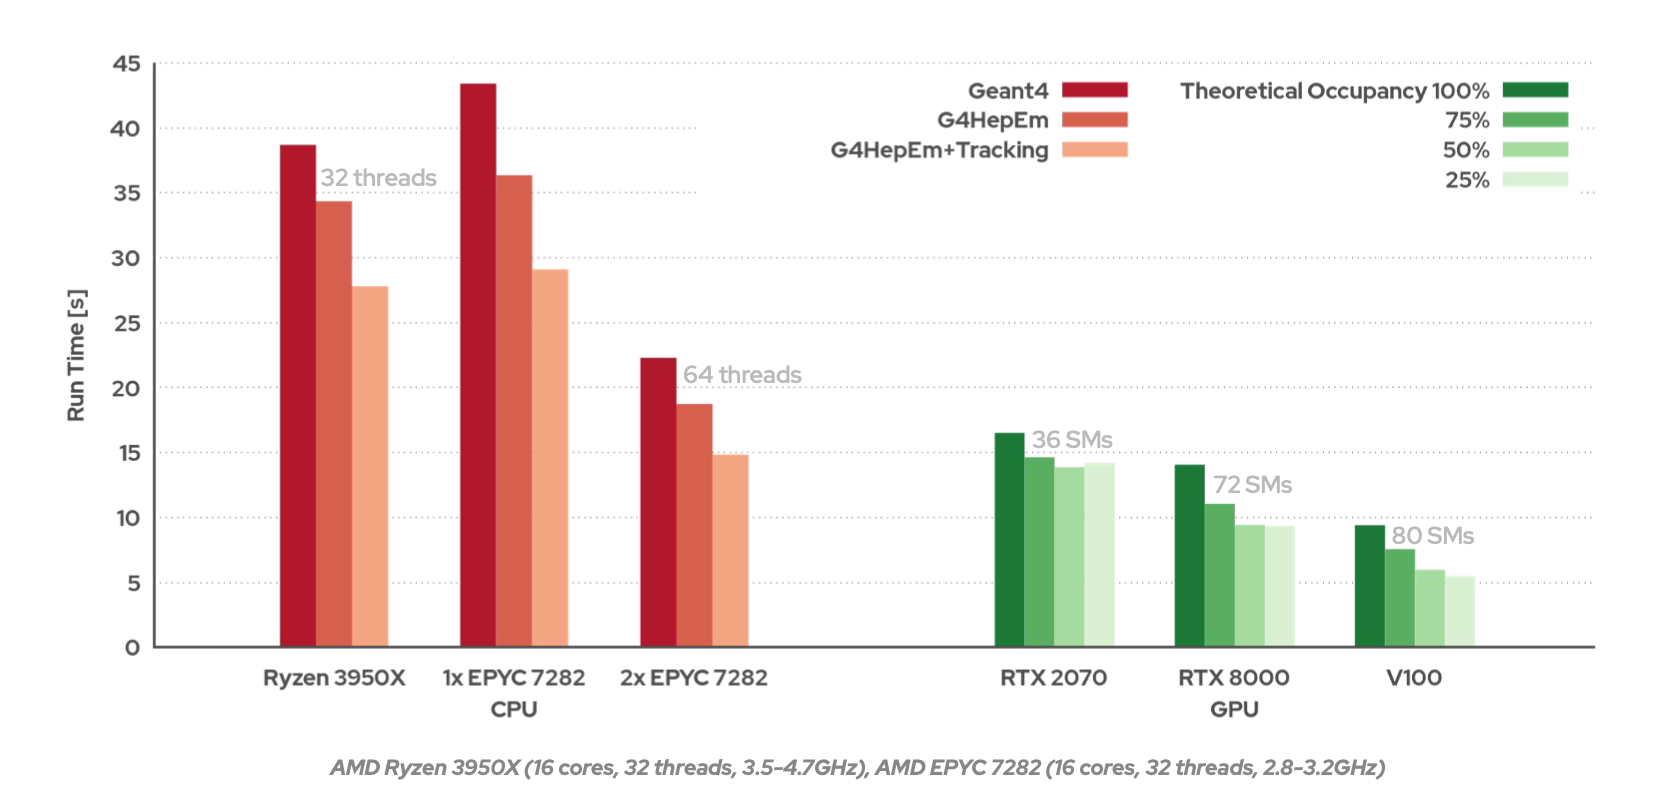 45
40
35
30
25
20
15
10
5
0
Run Time [s]
Geant4
G4HepEm
G4HepEm+Tracking
Theoretical Occupancy 100%
75%
50%
25%
32 threads
64 threads
36 SMs
72 SMs
80 SMs
Ryzen 3950X 1x EPYC 7282 2x EPYC 7282 RTX 2070 RTX 8000 V100
CPU GPU
AMD Ryzen 3950X (16 cores, 32 threads, 3.5-4.7GHz), AMD EPYC 7282 (16 cores, 32 threads, 2.8-3.2GHz)